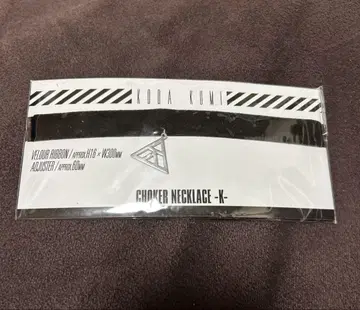 KODA KUMI
VELOUR RIBBON / APPROX.H16 × W300MM
ADJUSTER / APPROX.60MM
CHOKER NECKLACE -K-